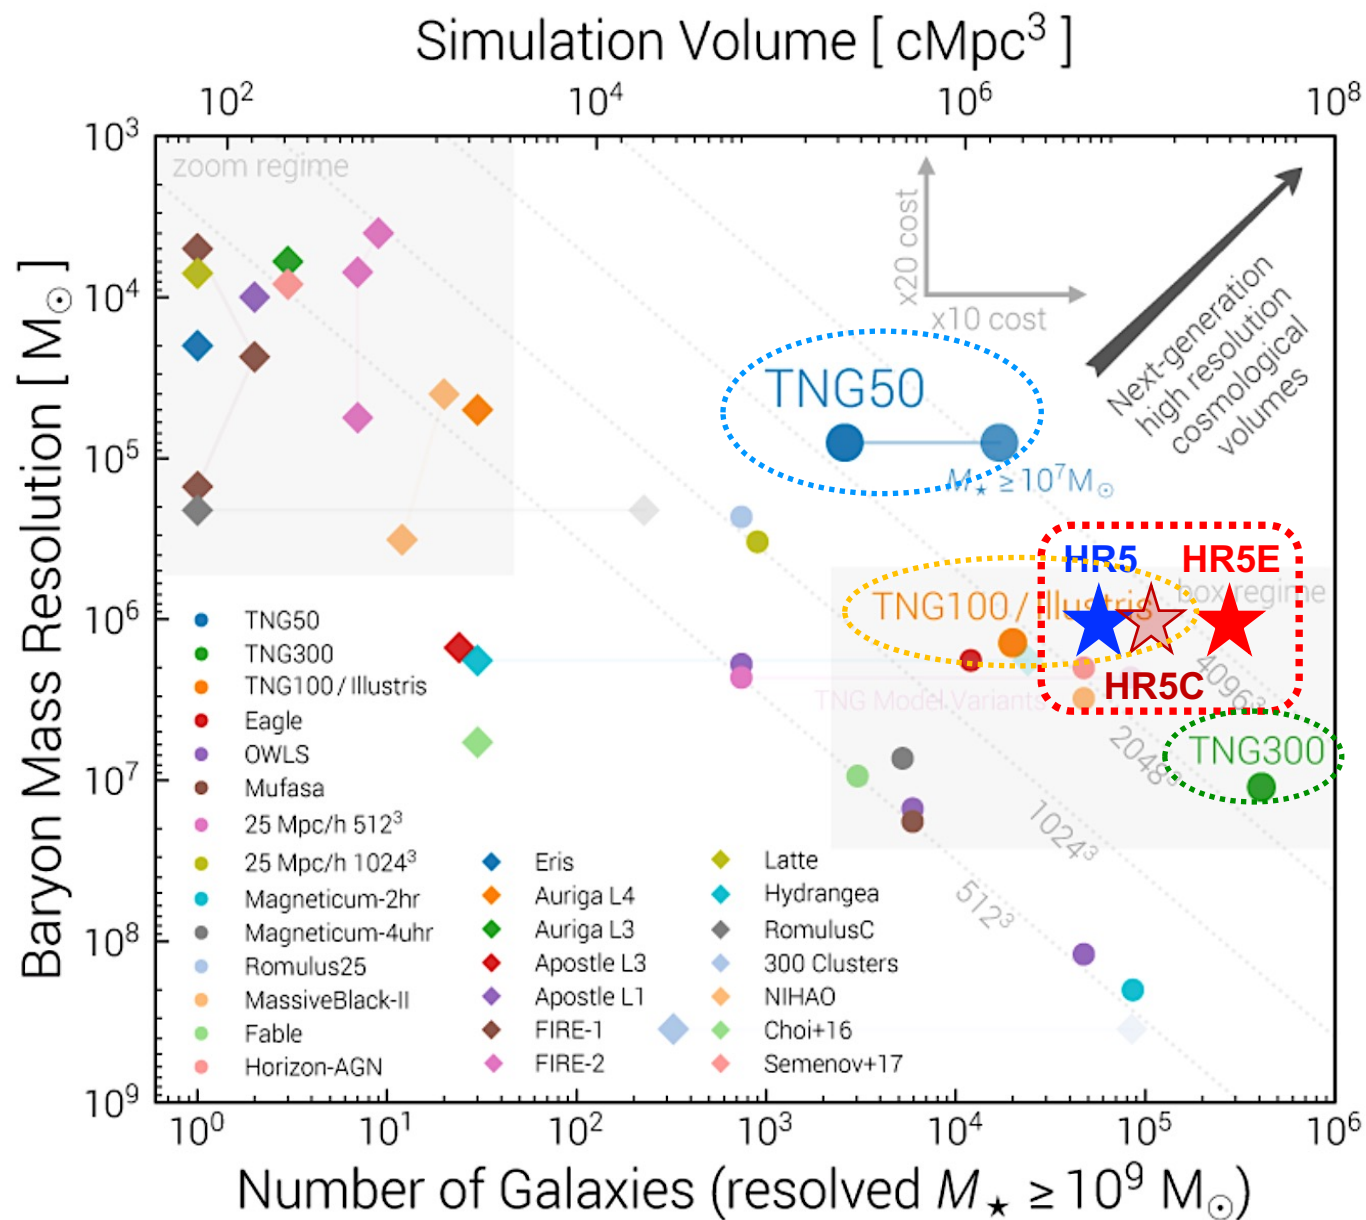 Simulation Volume [ cMpc³ ]
10² 10⁴ 10⁶ 10⁸
Baryon Mass Resolution [ M☉ ]
10³
10⁴
10⁵
10⁶
10⁷
10⁸
10⁹
zoom regime
x20 cost
x10 cost
Next-generation
high resolution
cosmological
volumes
TNG50
M★ ≥ 10⁷M☉
HR5 HR5E
TNG100 / Illustris
box regime
HR5C
TNG Model Variants
4096³
TNG300
2048³
1024³
512³
TNG50
TNG300
TNG100 / Illustris
Eagle
OWLS
Mufasa
25 Mpc/h 512³
25 Mpc/h 1024³
Magneticum-2hr
Magneticum-4uhr
Romulus25
MassiveBlack-II
Fable
Horizon-AGN
Eris
Auriga L4
Auriga L3
Apostle L3
Apostle L1
FIRE-1
FIRE-2
Latte
Hydrangea
RomulusC
300 Clusters
NIHAO
Choi+16
Semenov+17
10⁰ 10¹ 10² 10³ 10⁴ 10⁵ 10⁶
Number of Galaxies (resolved M★ ≥ 10⁹ M☉)